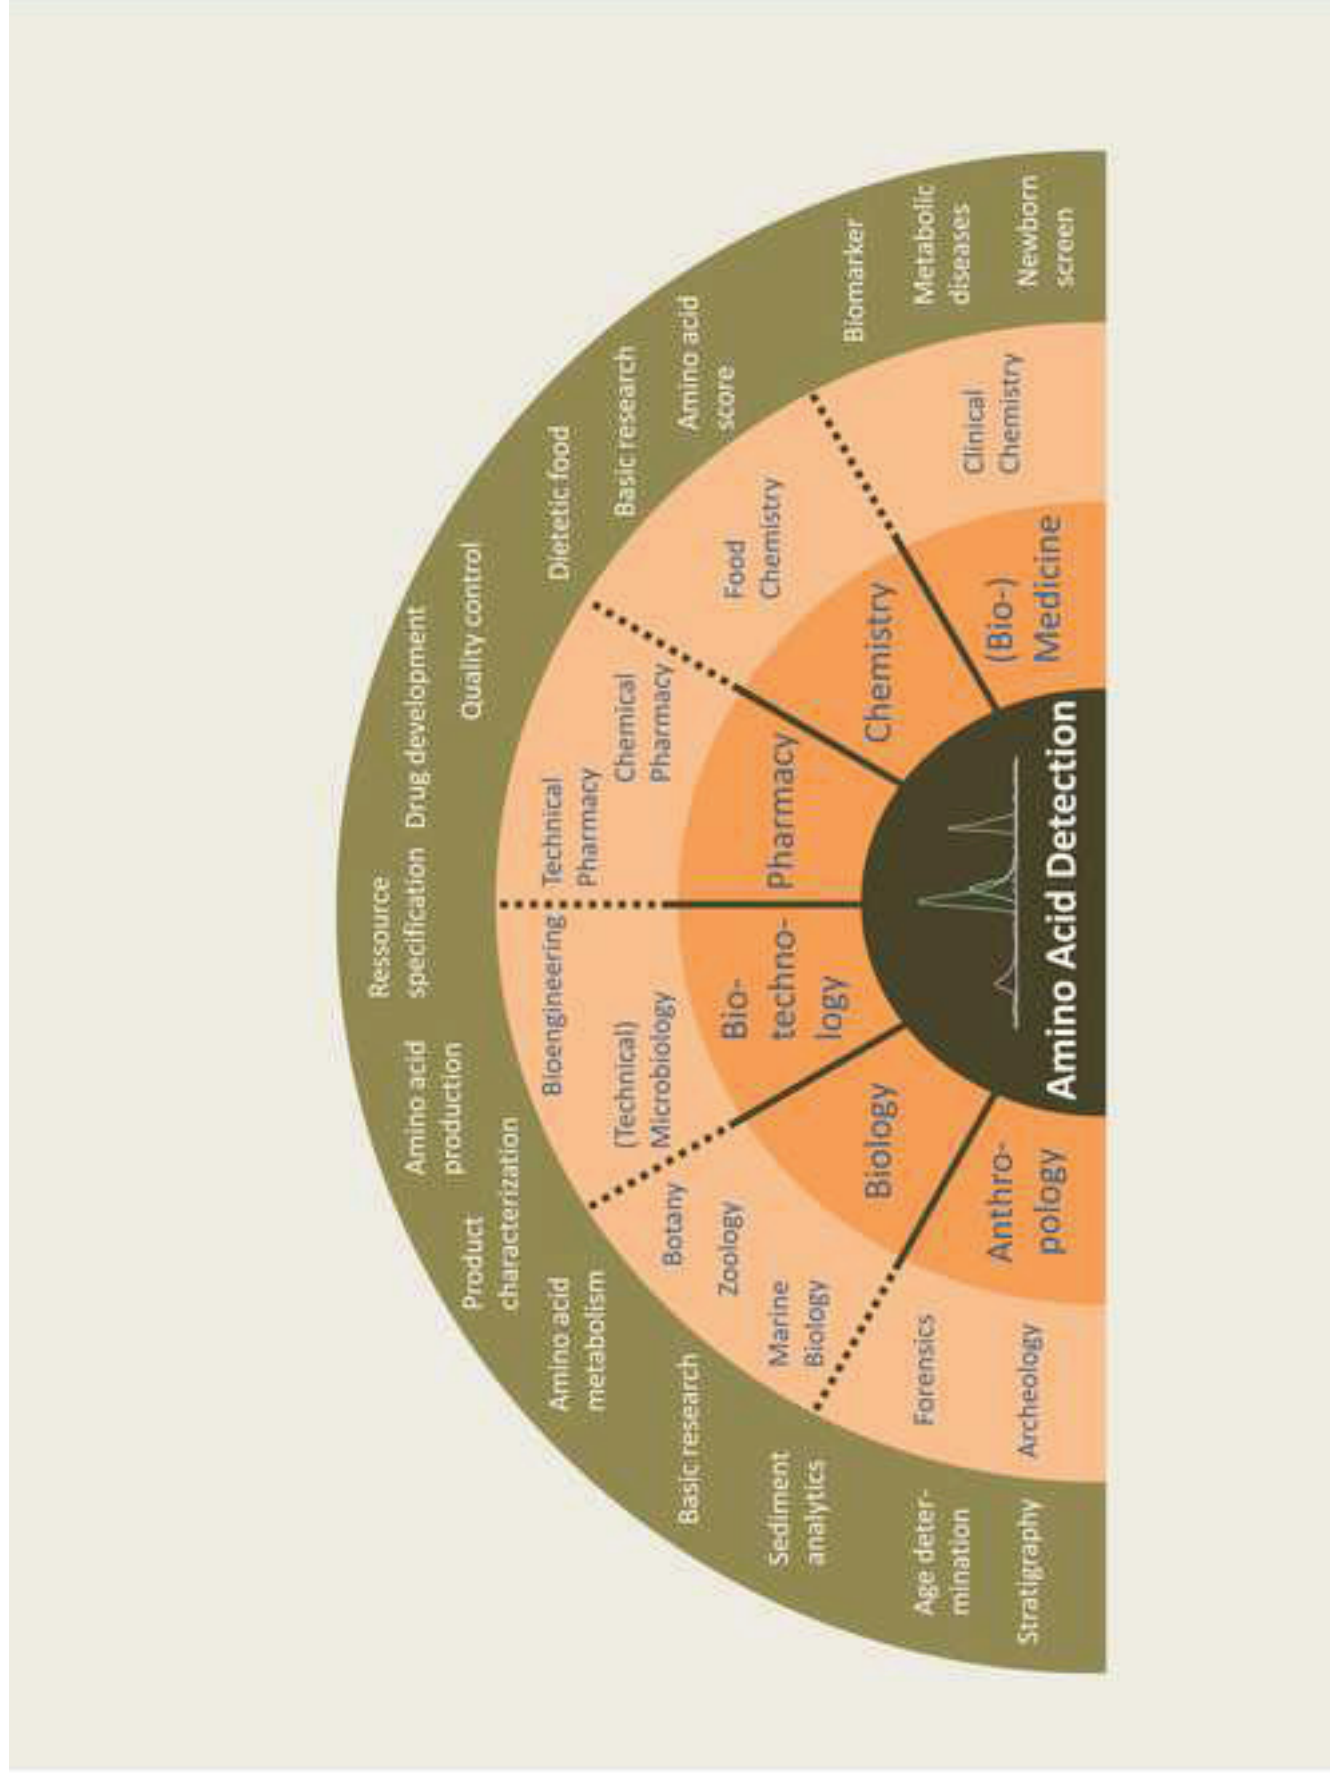 Amino Acid Detection
Anthro-
pology
Biology
Bio-
techno-
logy
Pharmacy
Chemistry
(Bio-)
Medicine
Archeology
Forensics
Marine
Biology
Zoology
Botany
(Technical)
Microbiology
Bioengineering
Technical
Pharmacy
Chemical
Pharmacy
Food
Chemistry
Clinical
Chemistry
Stratigraphy
Age deter-
mination
Sediment
analytics
Basic research
Amino acid
metabolism
Product
characterization
Amino acid
production
Ressource
specification
Drug development
Quality control
Dietetic food
Basic research
Amino acid
score
Biomarker
Metabolic
diseases
Newborn
screen